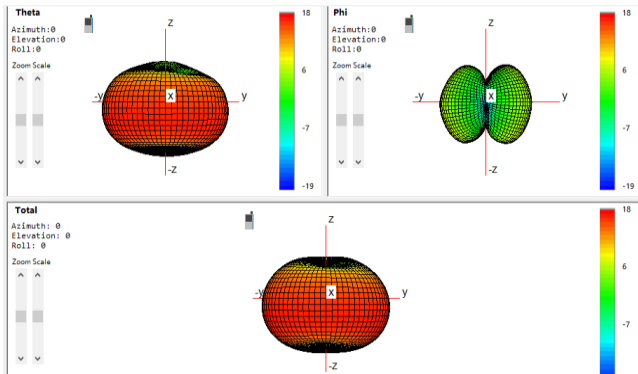 Theta
Azimuth:0
Elevation:0
Roll:0
Zoom Scale
z
-y
x
y
-z
18
6
-7
-19
Phi
Azimuth:0
Elevation:0
Roll:0
Zoom Scale
z
-y
x
y
-z
18
6
-7
-19
Total
Azimuth: 0
Elevation: 0
Roll: 0
Zoom Scale
z
-y
x
y
-z
18
6
-7